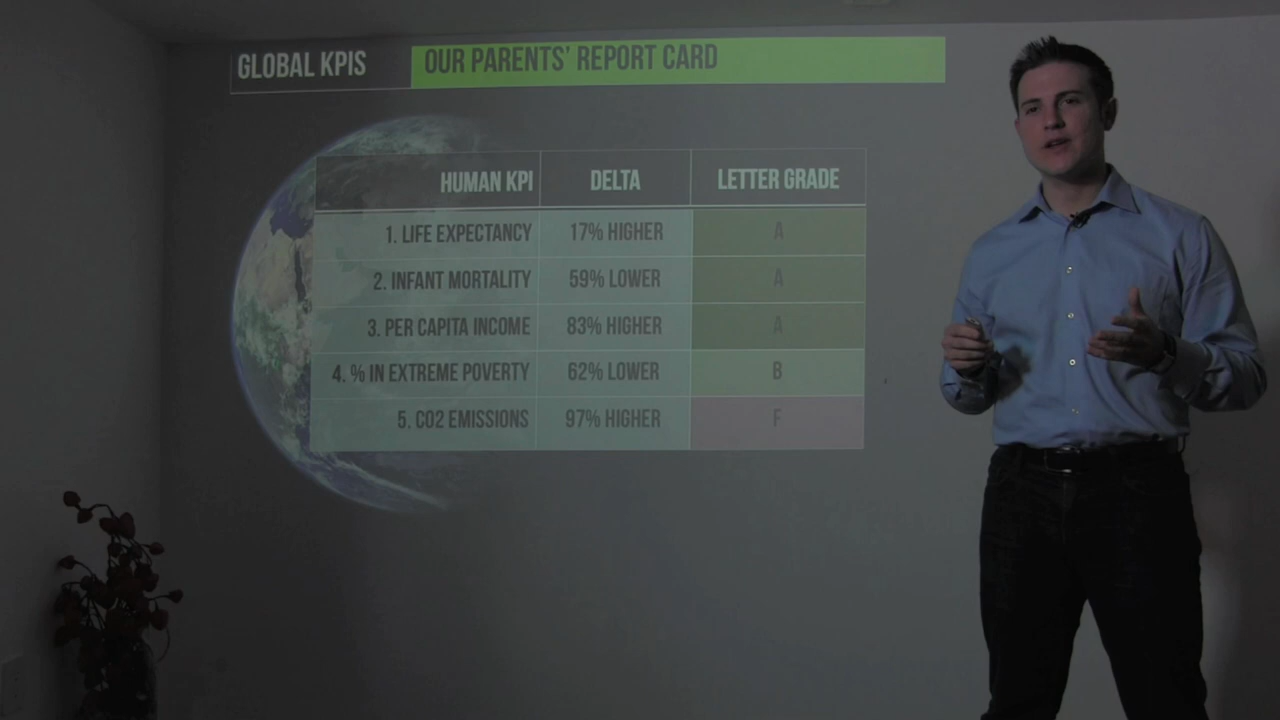 GLOBAL KPIS
OUR PARENTS' REPORT CARD
HUMAN KPI DELTA LETTER GRADE
1. LIFE EXPECTANCY 17% HIGHER A
2. INFANT MORTALITY 59% LOWER A
3. PER CAPITA INCOME 83% HIGHER A
4. % IN EXTREME POVERTY 62% LOWER B
5. CO2 EMISSIONS 97% HIGHER F